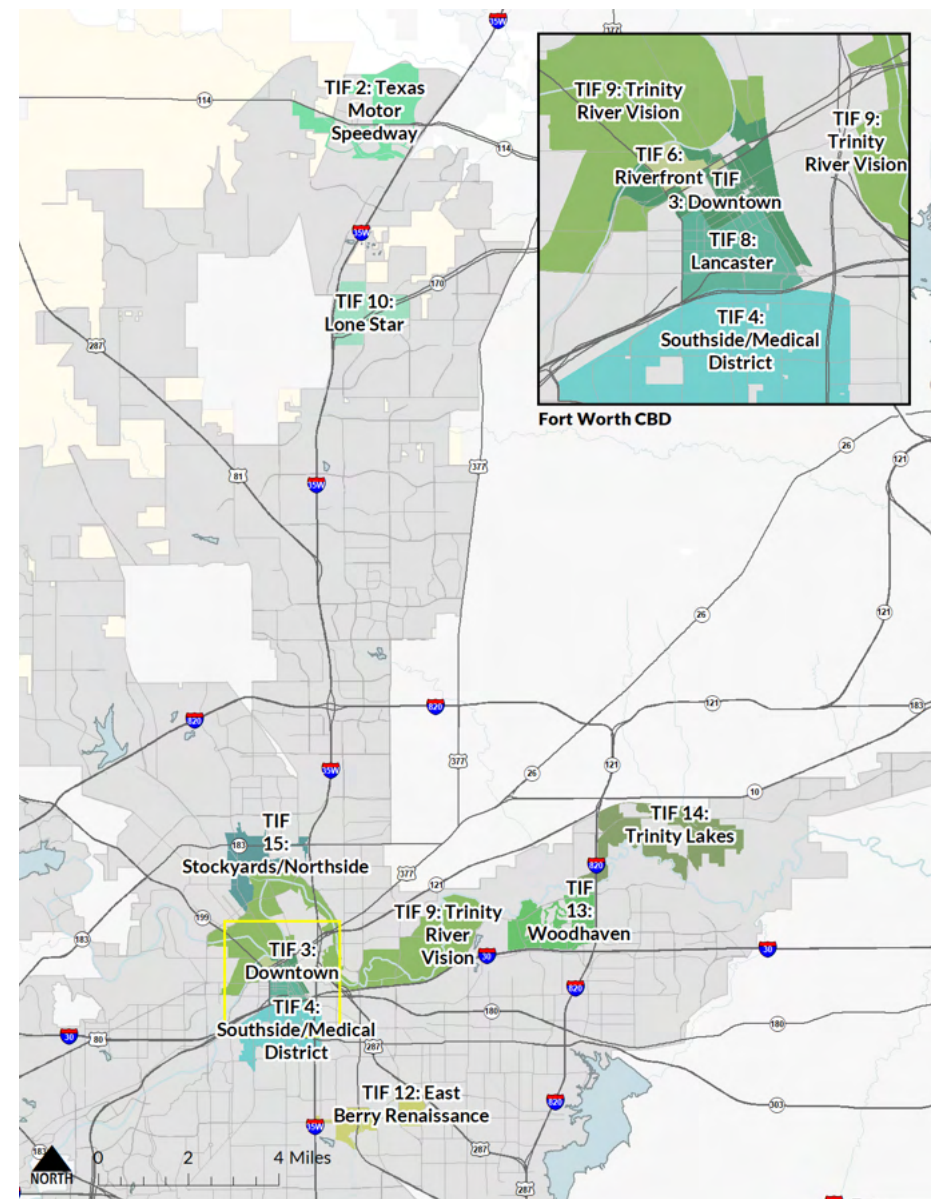 35W
377
TIF 2: Texas
Motor
Speedway
114
114
TIF 9: Trinity
River Vision
TIF 9:
Trinity
River Vision
TIF 6:
Riverfront
TIF
3: Downtown
TIF 8:
Lancaster
TIF 4:
Southside/Medical
District
Fort Worth CBD
35W
TIF 10:
Lone Star
170
287
377
26
121
81
35W
26
121
820
820
121
183
35W
377
121
26
10
TIF
15:
Stockyards/Northside
183
TIF 14:
Trinity Lakes
377
121
820
199
183
TIF 9: Trinity
River
Vision
TIF
13:
Woodhaven
TIF 3:
Downtown
30
30
820
TIF 4:
Southside/Medical
District
180
180
30
80
287
TIF 12: East
Berry Renaissance
820
303
35W
183
287
287
NORTH
0
2
4 Miles